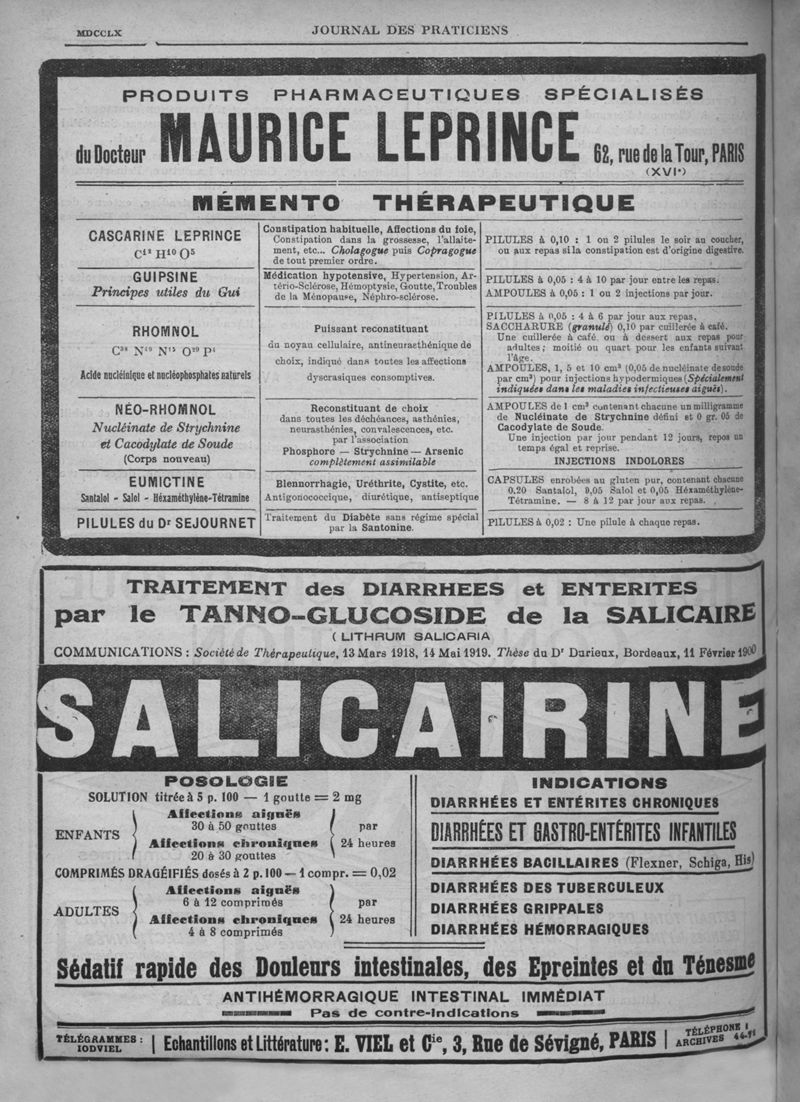 MDCCLX
JOURNAL DES PRATICIENS
PRODUITS PHARMACEUTIQUES SPÉCIALISÉS
du Docteur MAURICE LEPRINCE 62, rue de la Tour, PARIS
(XVIe)
MÉMENTO THÉRAPEUTIQUE
CASCARINE LEPRINCE
C¹² H¹⁰ O⁵
Constipation habituelle, Affections du foie,
Constipation dans la grossesse, l'allaite-
ment, etc... Cholagogue puis Copragogue
de tout premier ordre.
PILULES à 0,10 : 1 ou 2 pilules le soir au coucher,
ou aux repas si la constipation est d'origine digestive.
GUIPSINE
Principes utiles du Gui
Médication hypotensive, Hypertension, Ar-
tério-Sclérose, Hémoptysie, Goutte, Troubles
de la Ménopause, Néphro-sclérose.
PILULES à 0,05 : 4 à 10 par jour entre les repas.
AMPOULES à 0,05 : 1 ou 2 injections par jour.
RHOMNOL
Acide nucléinique et nucléophosphates naturels
Puissant reconstituant
du noyau cellulaire, antineurasthénique de
choix, indiqué dans toutes les affections
dyscrasiques consomptives.
PILULES à 0,05 : 4 à 6 par jour aux repas,
SACCHARURE (granulé) 0,10 par cuillerée à café.
Une cuillerée à café, ou à dessert aux repas pour
adultes ; moitié ou quart pour les enfants suivant
l'âge.
AMPOULES, 1, 5 et 10 cm³ (0,05 de nucléinate de soude
par cm³) pour injections hypodermiques (Spécialement
indiquées dans les maladies infectieuses aiguës).
NÉO-RHOMNOL
Nucléinate de Strychnine
et Cacodylate de Soude
(Corps nouveau)
Reconstituant de choix
dans toutes les déchéances, asthénies,
neurasthénies, convalescences, etc.
par l'association
Phosphore — Strychnine — Arsenic
complètement assimilable
AMPOULES de 1 cm³ contenant chacune un milligramme
de Nucléinate de Strychnine défini et 0 gr. 05 de
Cacodylate de Soude.
Une injection par jour pendant 12 jours, repos un
temps égal et reprise.
INJECTIONS INDOLORES
EUMICTINE
Santalol - Salol - Héxaméthylène-Tétramine
Blennorrhagie, Uréthrite, Cystite, etc.
Antigonococcique, diurétique, antiseptique
CAPSULES enrobées au gluten pur, contenant chacune
0.20 Santalol, 0,05 Salol et 0,05 Héxaméthylène-
Tétramine. — 8 à 12 par jour aux repas.
PILULES du Dr SEJOURNET
Traitement du Diabète sans régime spécial
par la Santonine.
PILULES à 0,02 : Une pilule à chaque repas.
TRAITEMENT des DIARRHEES et ENTERITES
par le TANNO-GLUCOSIDE de la SALICAIRE
( LITHRUM SALICARIA
COMMUNICATIONS : Société de Thérapeutique, 13 Mars 1918, 14 Mai 1919. Thèse du Dr Durieux, Bordeaux, 11 Février 1900
SALICAIRINE
POSOLOGIE
SOLUTION titrée à 5 p. 100 — 1 goutte = 2 mg
ENFANTS
Affections aiguës
30 à 50 gouttes
Affections chroniques
20 à 30 gouttes
par
24 heures
COMPRIMÉS DRAGÉIFIÉS dosés à 2 p. 100 — 1 compr. = 0,02
ADULTES
Affections aiguës
6 à 12 comprimés
Affections chroniques
4 à 8 comprimés
par
24 heures
INDICATIONS
DIARRHÉES ET ENTÉRITES CHRONIQUES
DIARRHÉES ET GASTRO-ENTÉRITES INFANTILES
DIARRHÉES BACILLAIRES (Flexner, Schiga, His)
DIARRHÉES DES TUBERCULEUX
DIARRHÉES GRIPPALES
DIARRHÉES HÉMORRAGIQUES
Sédatif rapide des Douleurs intestinales, des Epreintes et du Ténesme
ANTIHÉMORRAGIQUE INTESTINAL IMMÉDIAT
Pas de contre-indications
TÉLÉGRAMMES :
IODVIEL
Echantillons et Littérature : E. VIEL et Cie, 3, Rue de Sévigné, PARIS
TÉLÉPHONE
ARCHIVES 44-71